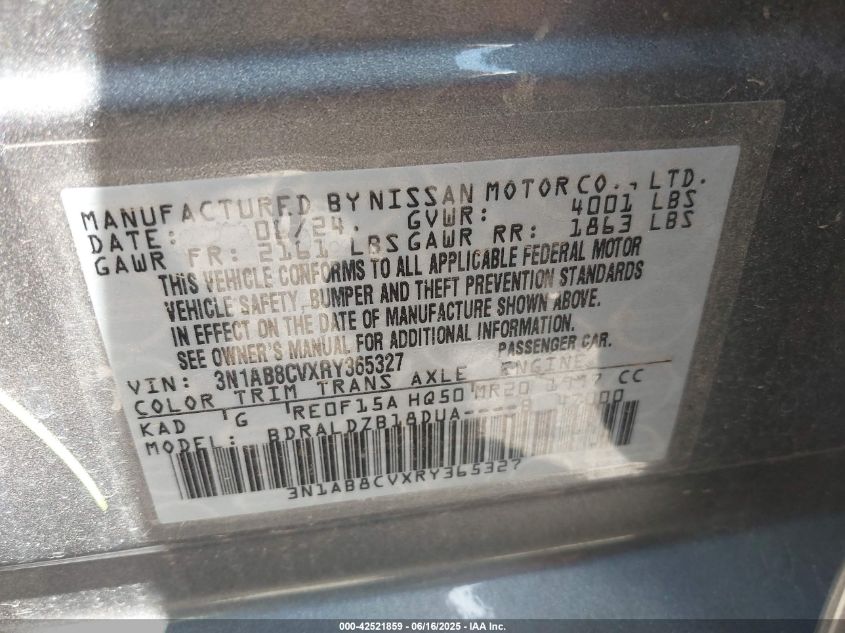 MANUFACTURED BY NISSAN MOTOR CO., LTD.
DATE: 01/24. GVWR: 4001 LBS
GAWR FR: 2161 LBS GAWR RR: 1863 LBS
THIS VEHICLE CONFORMS TO ALL APPLICABLE FEDERAL MOTOR
VEHICLE SAFETY, BUMPER AND THEFT PREVENTION STANDARDS
IN EFFECT ON THE DATE OF MANUFACTURE SHOWN ABOVE.
SEE OWNER'S MANUAL FOR ADDITIONAL INFORMATION.
VIN: 3N1AB8CVXRY365327 PASSENGER CAR.
COLOR TRIM TRANS AXLE ENGINES
KAD G RE0F15A HQ50 MR20 1997 CC
MODEL: BDRALDZB18DUA----B
3N1AB8CVXRY365327
000-42521859 - 06/16/2025 - IAA Inc.